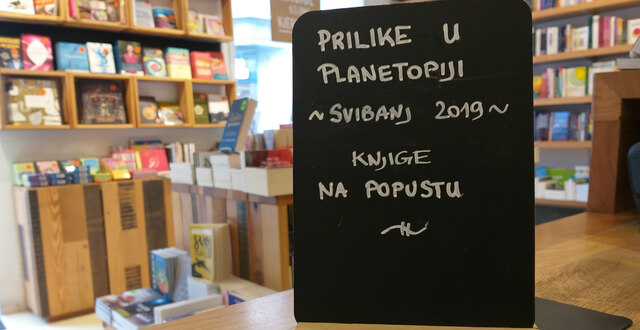 PRILIKE U
PLANETOPIJI
~ SVIBANJ 2019 ~
KNJIGE
NA POPUSTU